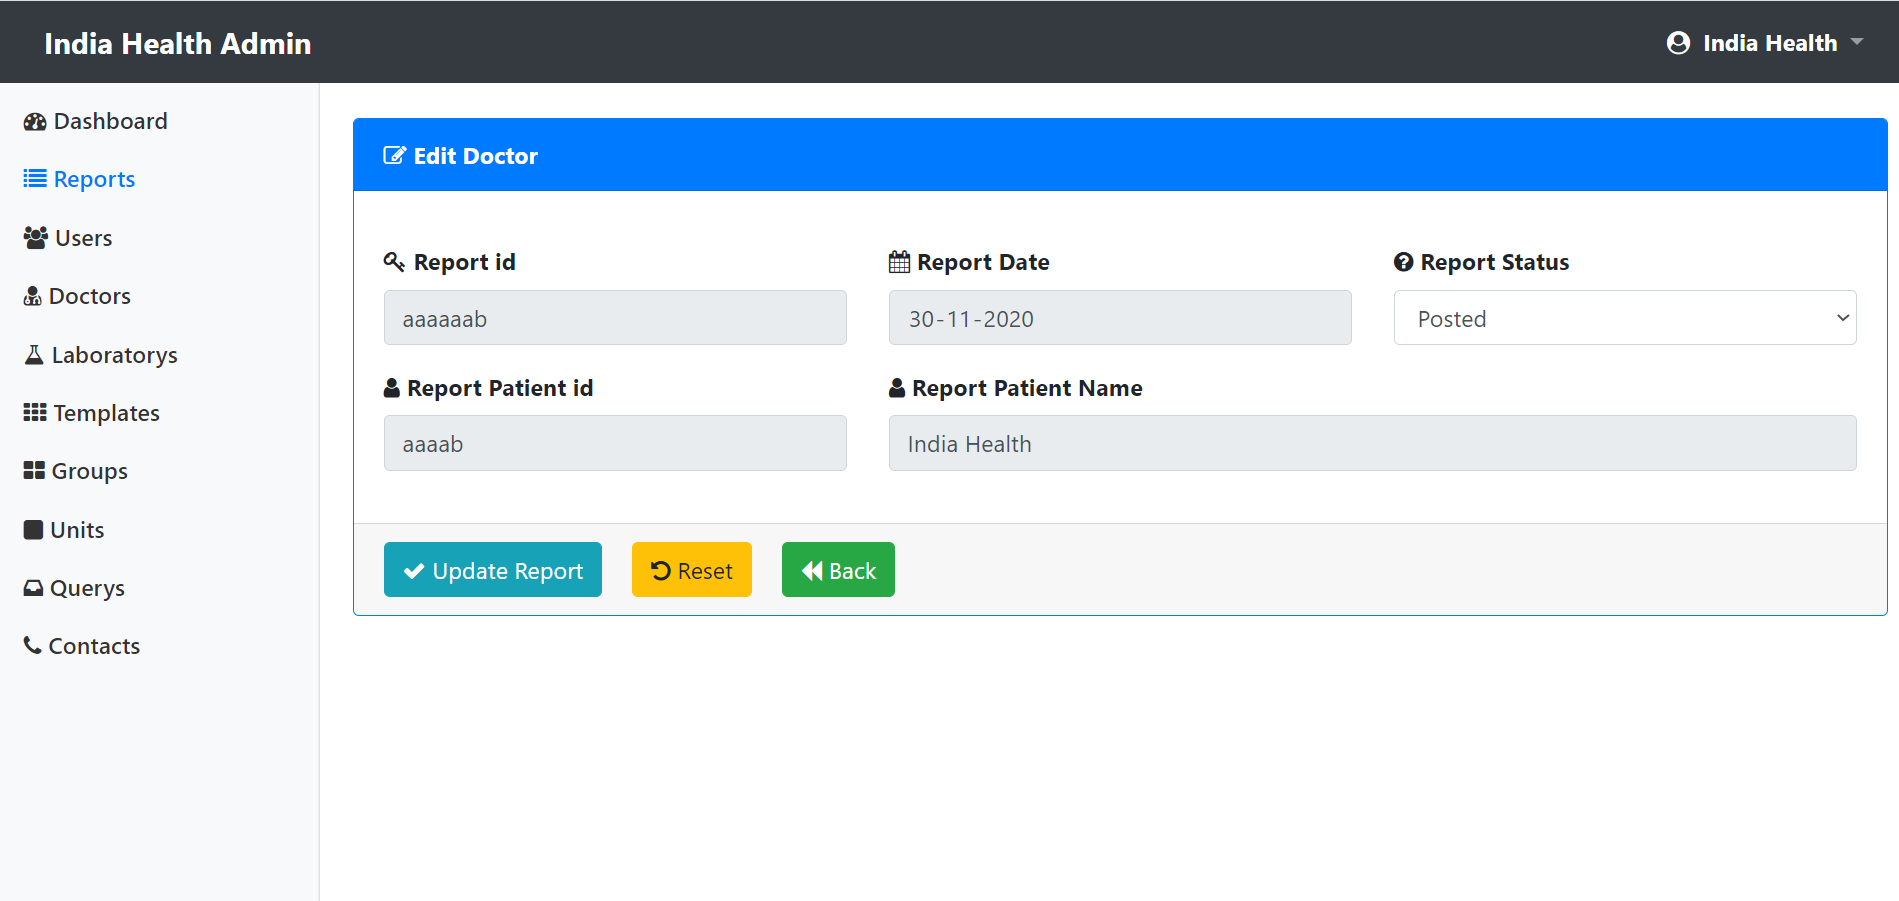 India Health Admin
India Health
Dashboard
Reports
Users
Doctors
Laboratorys
Templates
Groups
Units
Querys
Contacts
Edit Doctor
Report id
Report Date
Report Status
aaaaaab
30-11-2020
Posted
Report Patient id
Report Patient Name
aaaab
India Health
Update Report
Reset
Back